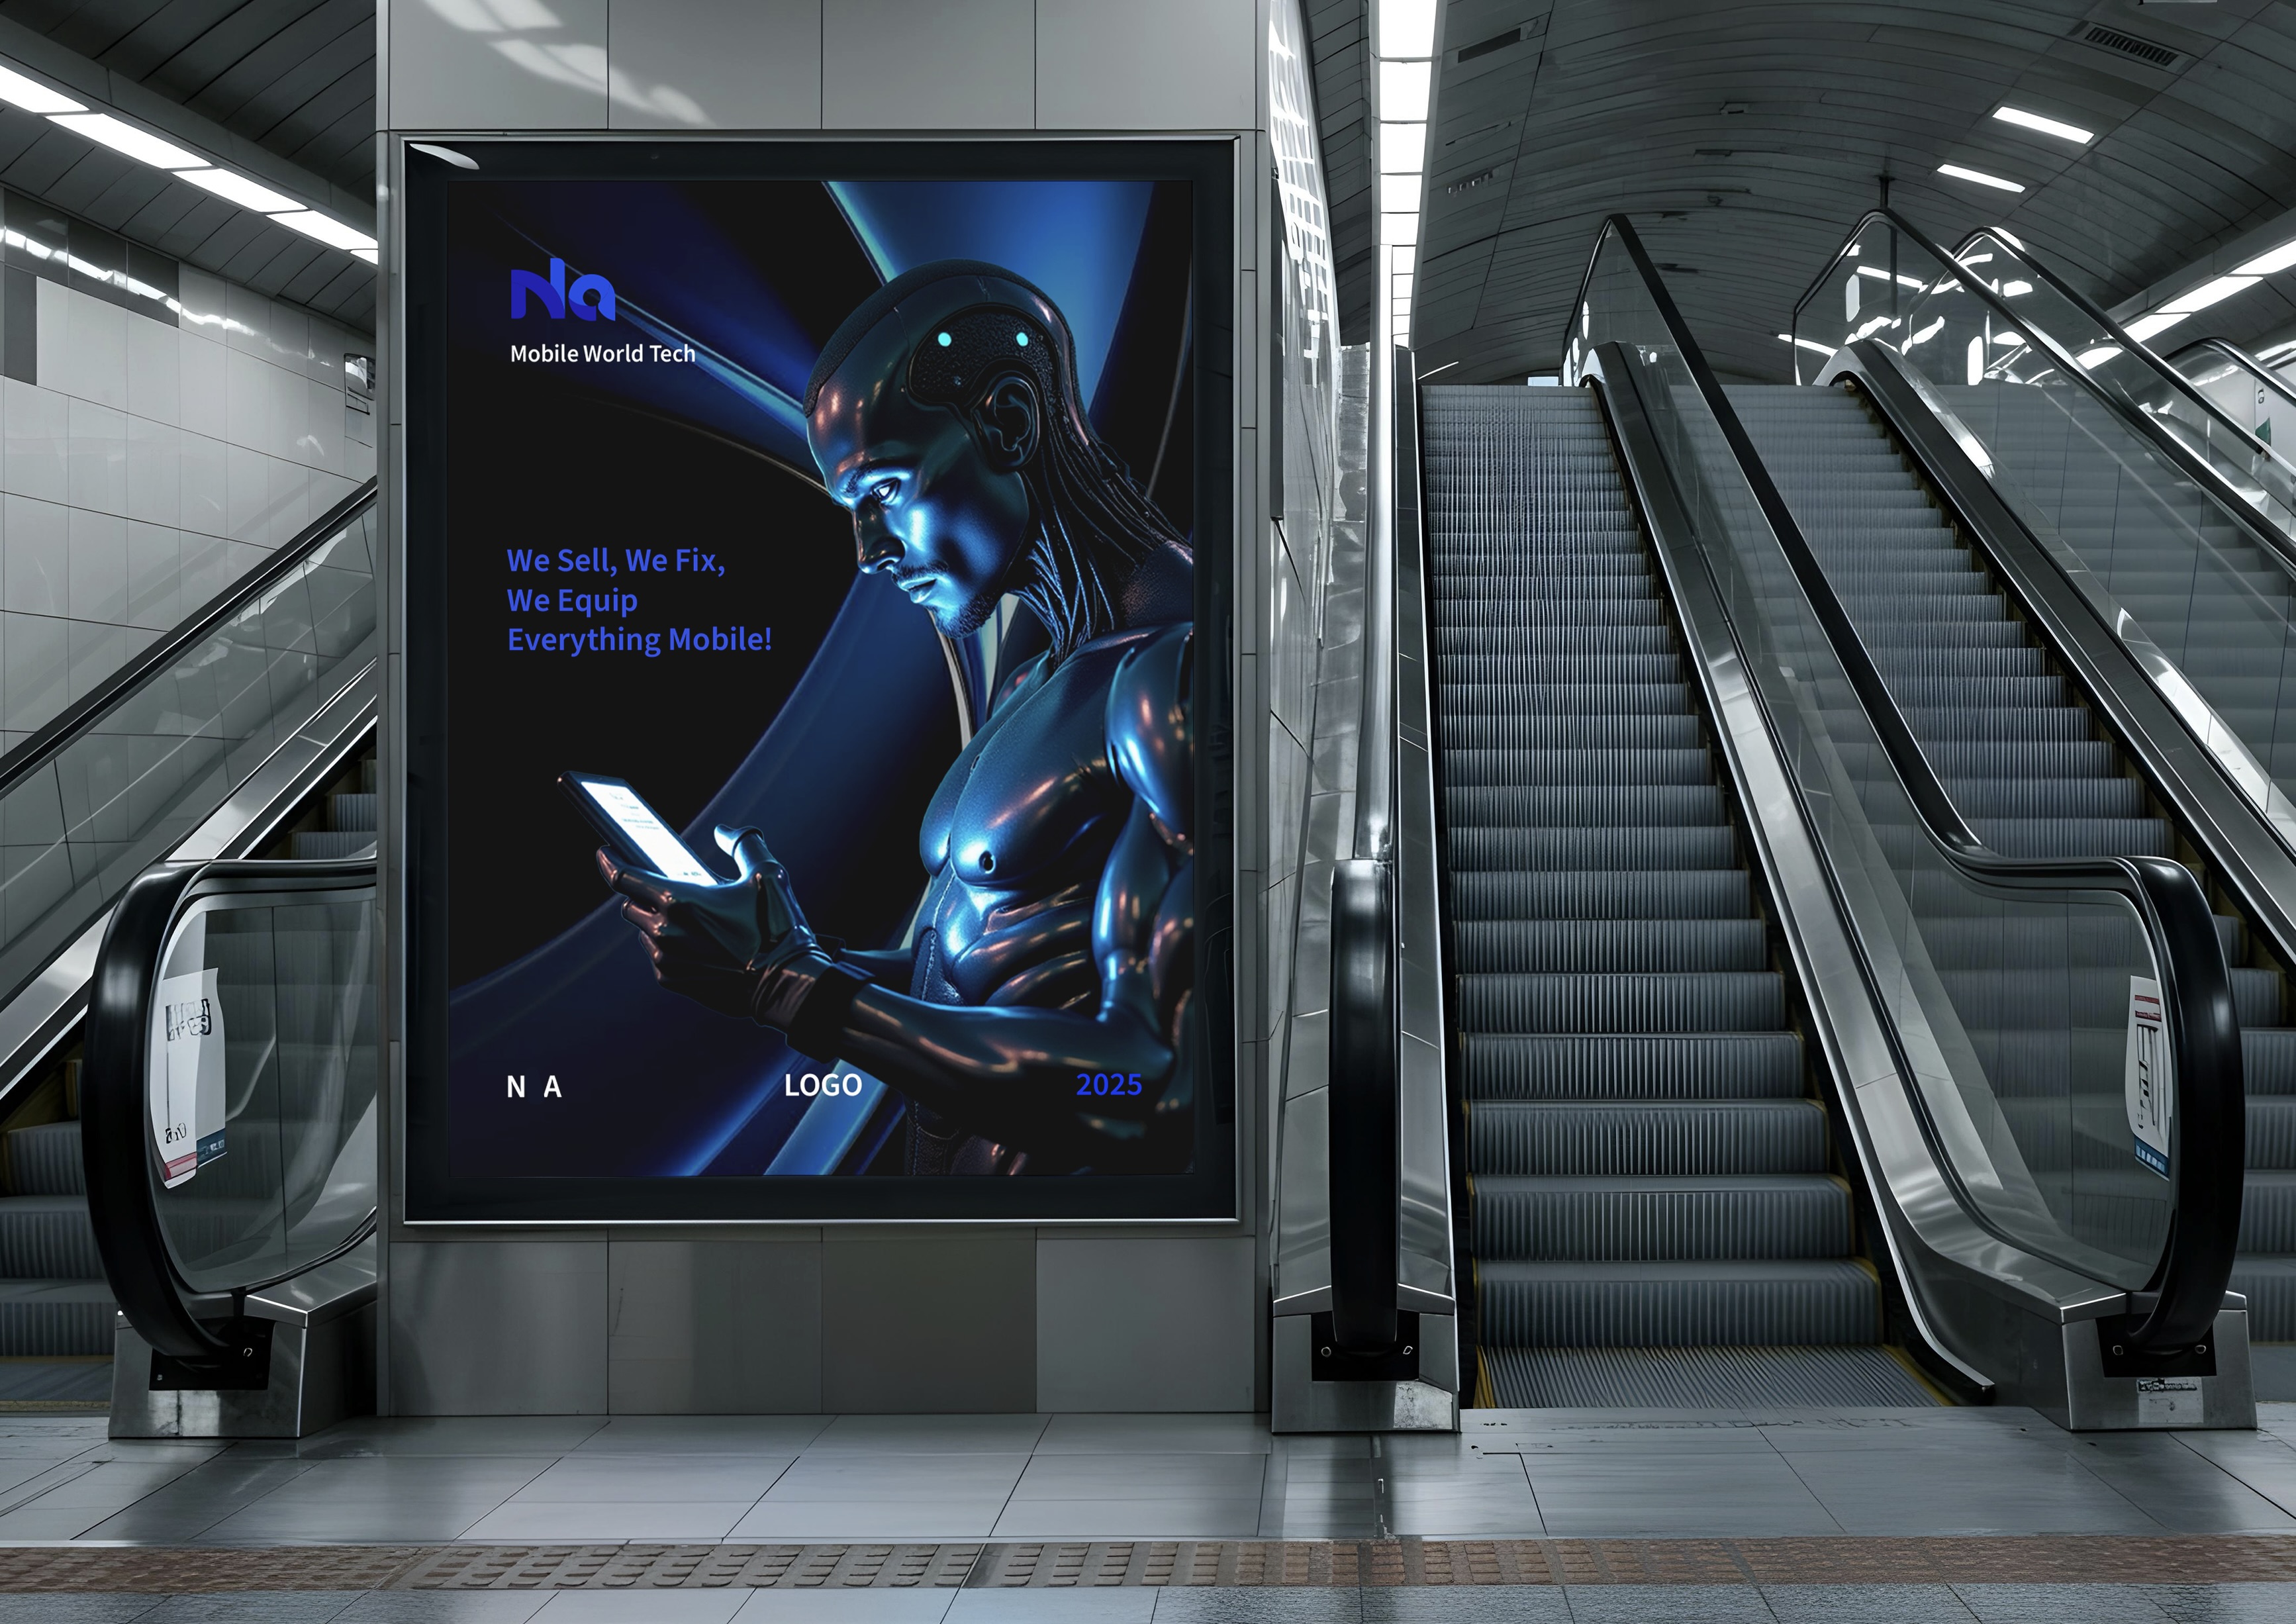 Na
Mobile World Tech
We Sell, We Fix,
We Equip
Everything Mobile!
N A
LOGO
2025